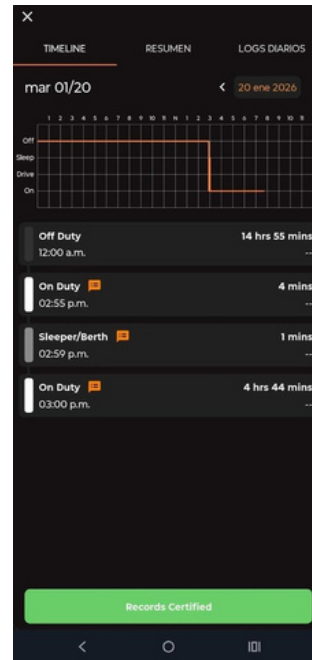 TIMELINE RESUMEN LOGS DIARIOS
mar 01/20 20 ene 2026
1 2 3 4 5 6 7 8 9 10 11 N 1 2 3 4 5 6 7 8 9 10 11
Off
Sleep
Drive
On
Off Duty 14 hrs 55 mins
12:00 a.m. --
On Duty 4 mins
02:55 p.m. --
Sleeper/Berth 1 mins
02:59 p.m. --
On Duty 4 hrs 44 mins
03:00 p.m. --
Records Certified